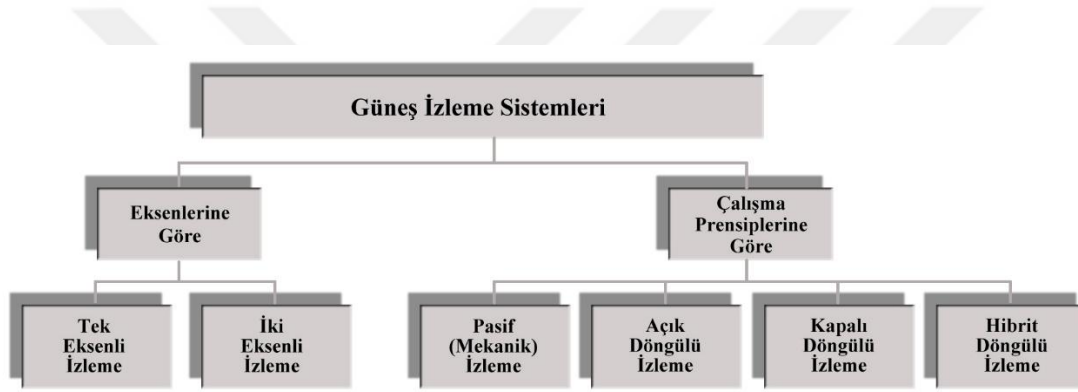 Güneş İzleme Sistemleri
Eksenlerine
Göre
Çalışma
Prensiplerine
Göre
Tek
Eksenli
İzleme
İki
Eksenli
İzleme
Pasif
(Mekanik)
İzleme
Açık
Döngülü
İzleme
Kapalı
Döngülü
İzleme
Hibrit
Döngülü
İzleme